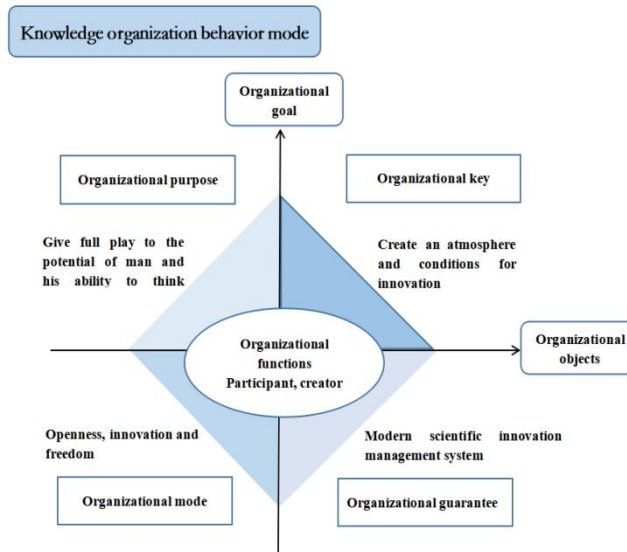 Knowledge organization behavior mode
Organizational
goal
Organizational purpose
Organizational key
Give full play to the
potential of man and
his ability to think
Create an atmosphere
and conditions for
innovation
Organizational
functions
Participant, creator
Organizational
objects
Openness, innovation and
freedom
Modern scientific innovation
management system
Organizational mode
Organizational guarantee